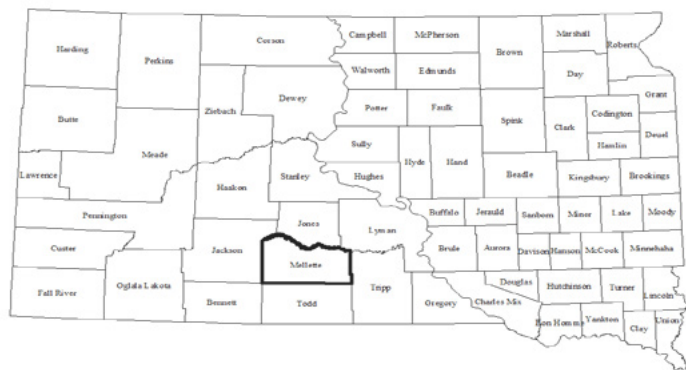 Harding
Perkins
Corson
Campbell
McPherson
Brown
Marshall
Roberts
Walworth
Edmunds
Day
Butte
Ziebach
Dewey
Potter
Faulk
Spink
Clark
Codington
Grant
Hamlin
Deuel
Lawrence
Meade
Sully
Hyde
Hand
Haakon
Stanley
Hughes
Beadle
Kingsbury
Brookings
Pennington
Jones
Lyman
Buffalo
Jerauld
Sanborn
Miner
Lake
Moody
Custer
Jackson
Mellette
Brule
Aurora
Davison
Hanson
McCook
Minnehaha
Fall River
Oglala Lakota
Bennett
Todd
Tripp
Gregory
Charles Mix
Douglas
Hutchinson
Turner
Lincoln
Bon Homme
Yankton
Clay
Union